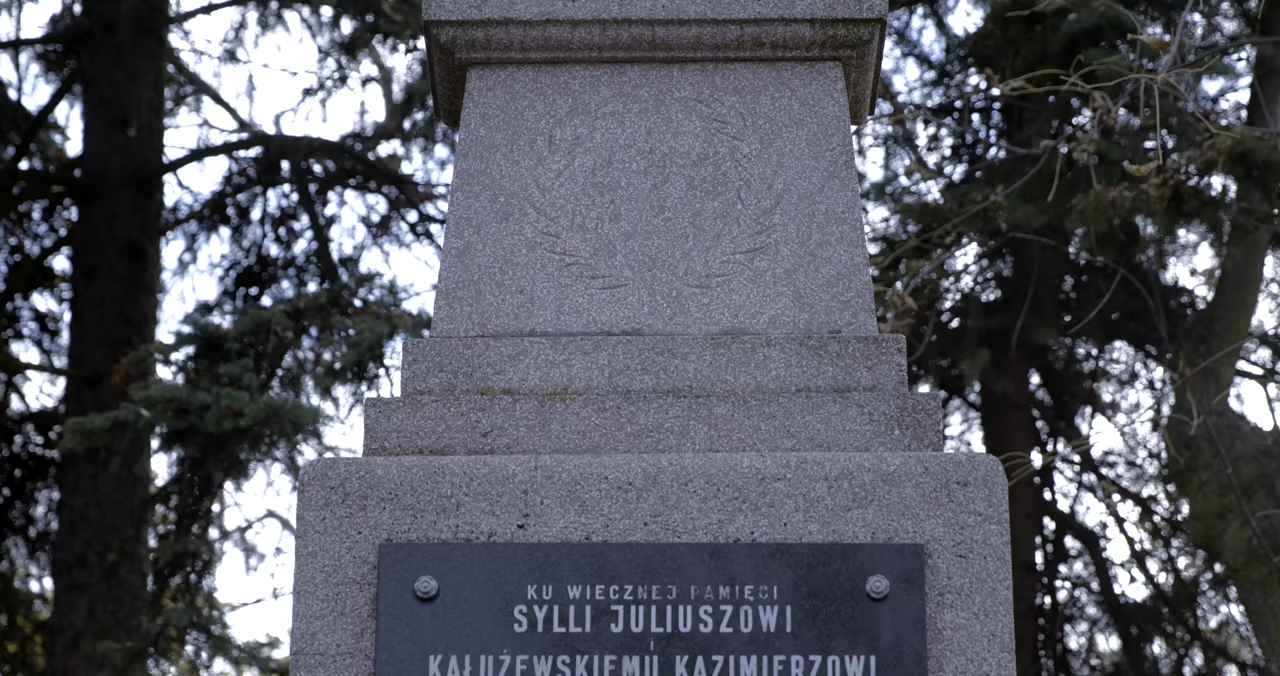 KU WIECZNEJ PAMIĘCI
SYLLI JULIUSZOWI
i
KAŁUŻEWSKIEMU KAZIMIERZOWI